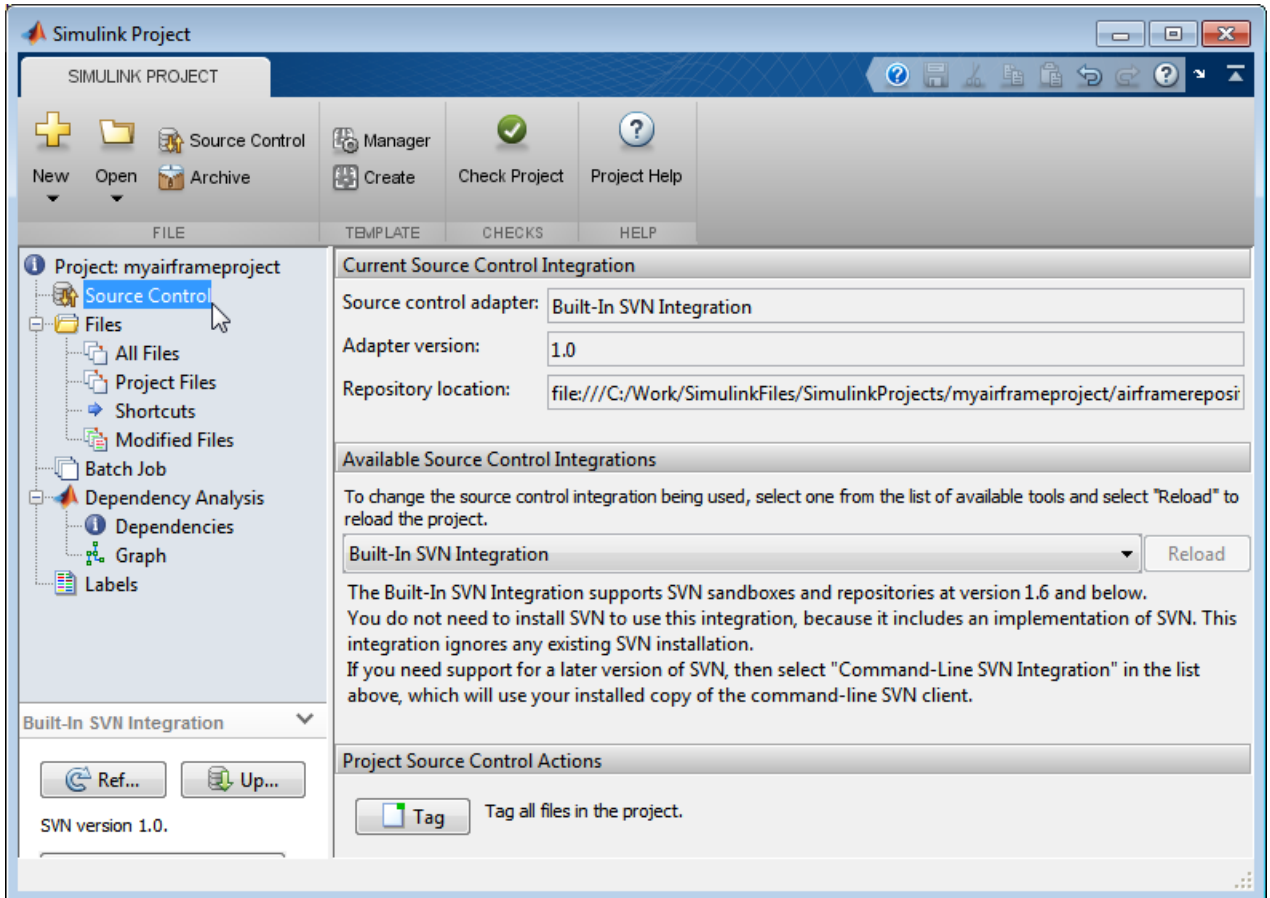 Simulink Project
SIMULINK PROJECT
New
Open
Source Control
Archive
Manager
Create
Check Project
Project Help
FILE
TEMPLATE
CHECKS
HELP
Project: myairframeproject
Source Control
Files
All Files
Project Files
Shortcuts
Modified Files
Batch Job
Dependency Analysis
Dependencies
Graph
Labels
Built-In SVN Integration
Ref...
Up...
SVN version 1.0.
Current Source Control Integration
Source control adapter: Built-In SVN Integration
Adapter version: 1.0
Repository location: file:///C:/Work/SimulinkFiles/SimulinkProjects/myairframeproject/airframereposi
Available Source Control Integrations
To change the source control integration being used, select one from the list of available tools and select "Reload" to
reload the project.
Built-In SVN Integration
Reload
The Built-In SVN Integration supports SVN sandboxes and repositories at version 1.6 and below.
You do not need to install SVN to use this integration, because it includes an implementation of SVN. This
integration ignores any existing SVN installation.
If you need support for a later version of SVN, then select "Command-Line SVN Integration" in the list
above, which will use your installed copy of the command-line SVN client.
Project Source Control Actions
Tag
Tag all files in the project.